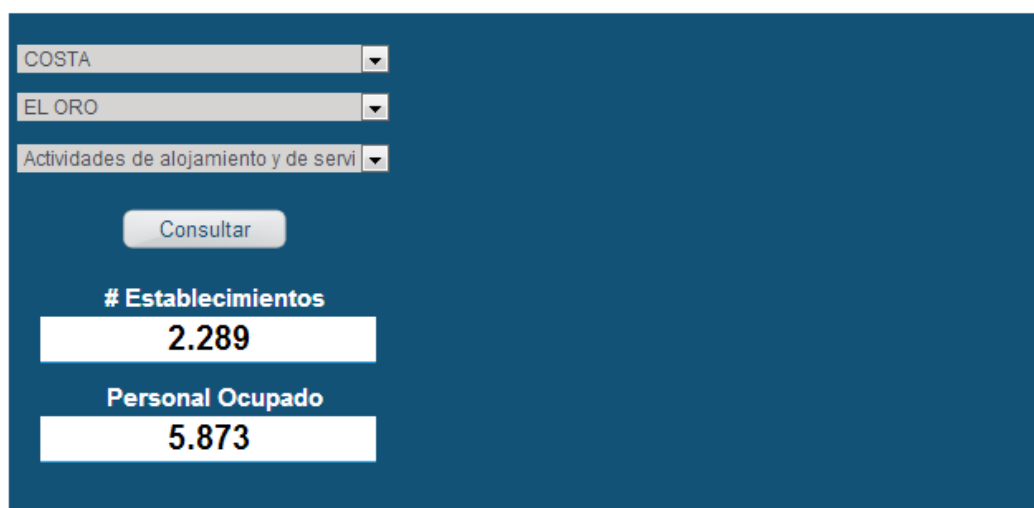 COSTA
EL ORO
Actividades de alojamiento y de servi
Consultar
# Establecimientos
2.289
Personal Ocupado
5.873